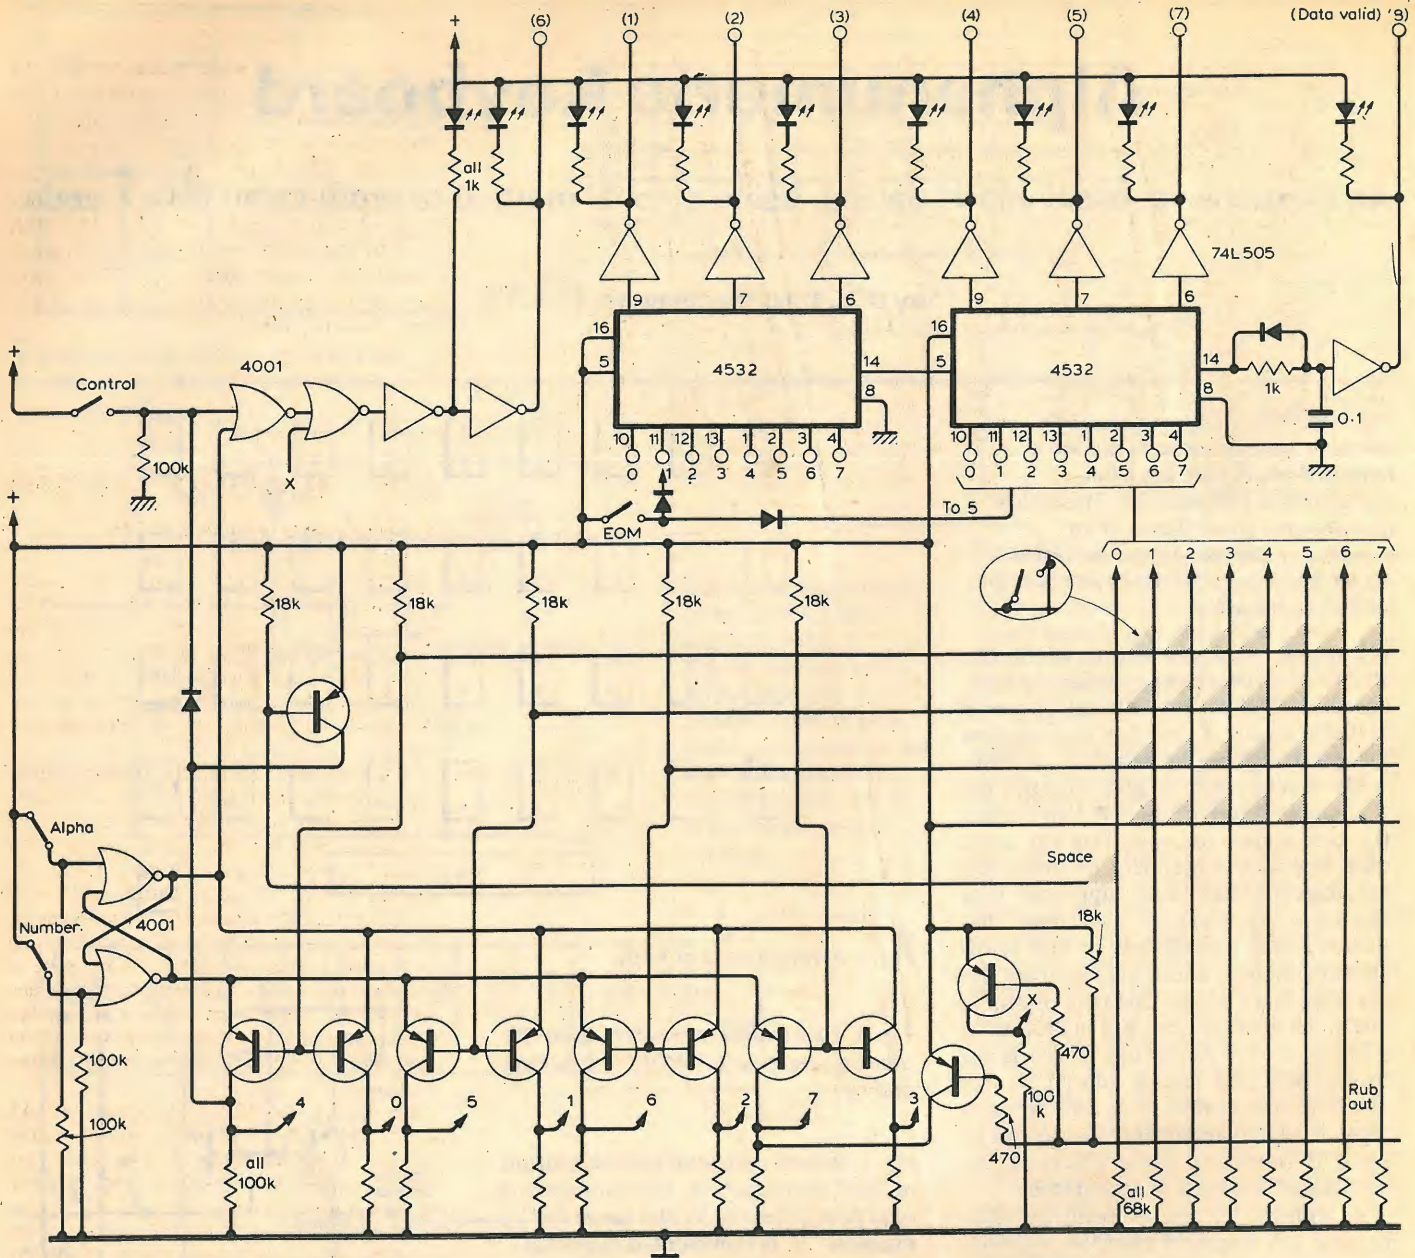 + (6) (1) (2) (3) (4) (5) (7) (Data valid) '8)
all
1k
74L505
9 7 6 9 7 6
16 5 4532 14 8
16 5 4532 14 8
1k
0.1
+ Control 4001
100k
X
10 11 12 13 1 2 3 4
0 1 2 3 4 5 6 7
10 11 12 13 1 2 3 4
0 1 2 3 4 5 6 7
+
EOM
To 5
0 1 2 3 4 5 6 7
18k 18k 18k 18k 18k
Alpha
Space
Number
4001
18k
X
100k
470
100
k
100k
4 0 5 1 6 2 7 3
470
Rub
out
all
100k
all
68k